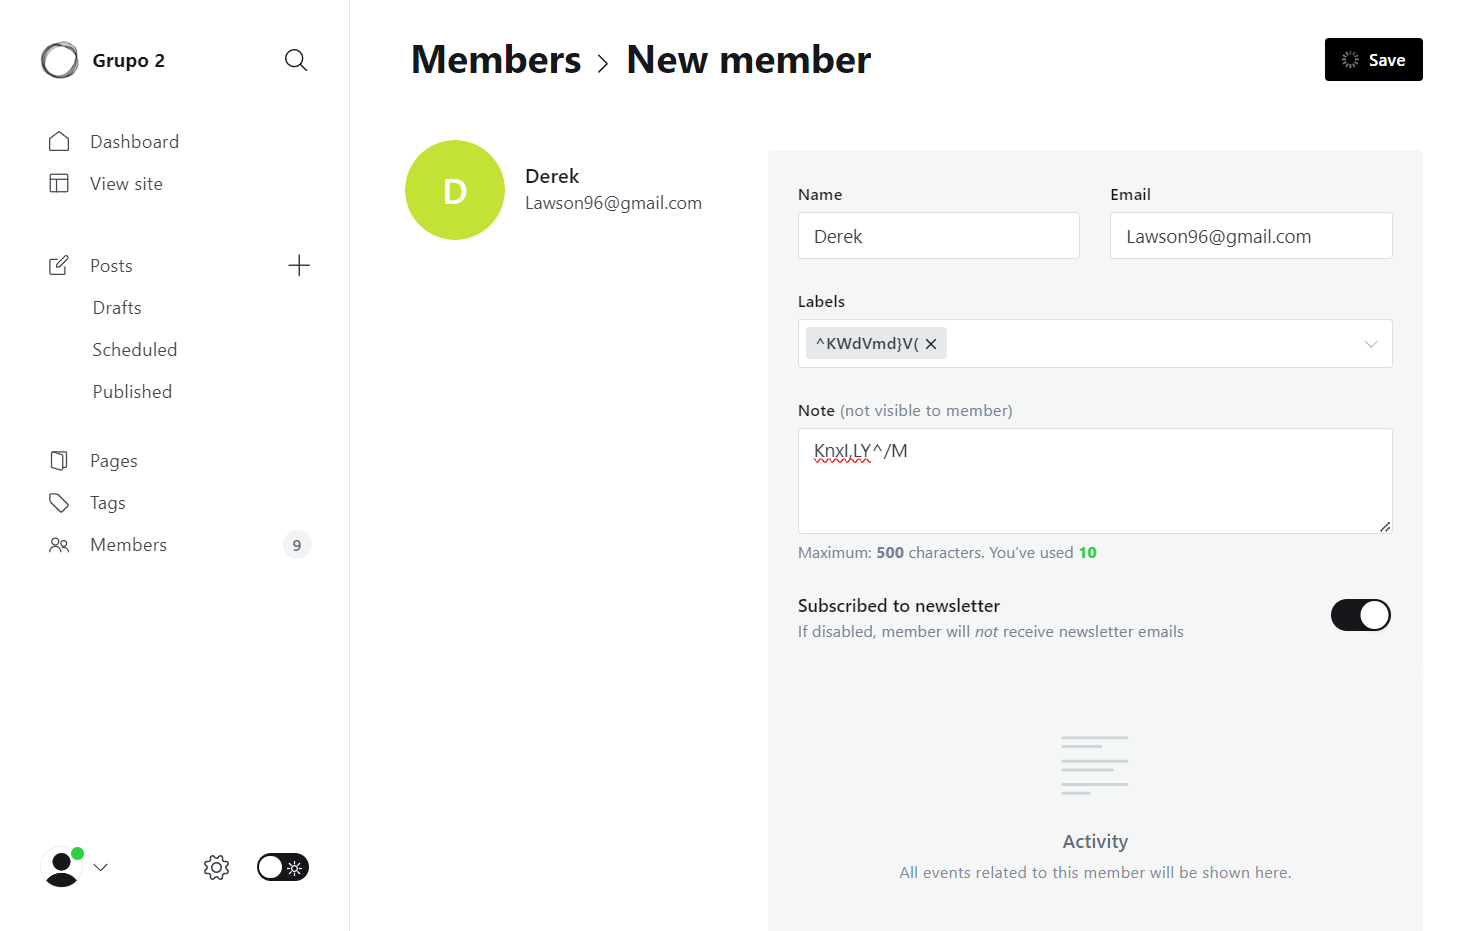 Grupo 2
Dashboard
View site
Posts
Drafts
Scheduled
Published
Pages
Tags
Members
9
Members > New member
Save
D
Derek
Lawson96@gmail.com
Name
Derek
Email
Lawson96@gmail.com
Labels
^KWdVmd}V(
Note (not visible to member)
KnxI,LY^/M
Maximum: 500 characters. You've used 10
Subscribed to newsletter
If disabled, member will not receive newsletter emails
Activity
All events related to this member will be shown here.